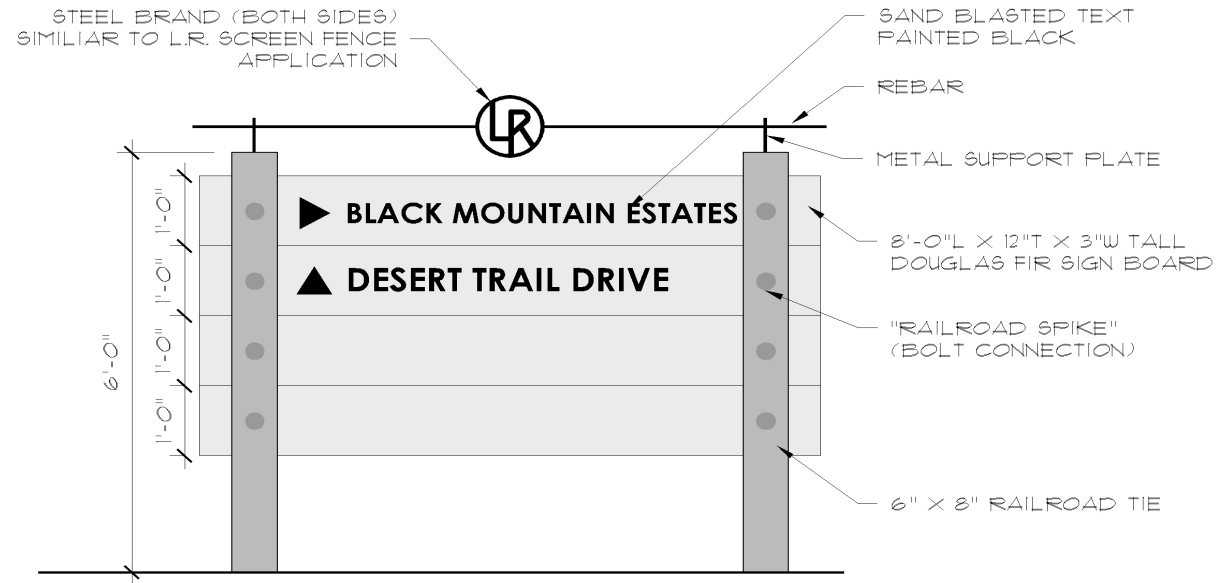 STEEL BRAND (BOTH SIDES)
SIMILIAR TO L.R. SCREEN FENCE
APPLICATION
SAND BLASTED TEXT
PAINTED BLACK
REBAR
LR
METAL SUPPORT PLATE
1'-0"
BLACK MOUNTAIN ESTATES
8'-0"L X 12"T X 3"W TALL
DOUGLAS FIR SIGN BOARD
1'-0"
DESERT TRAIL DRIVE
"RAILROAD SPIKE"
(BOLT CONNECTION)
6'-0"
1'-0"
1'-0"
6" X 8" RAILROAD TIE